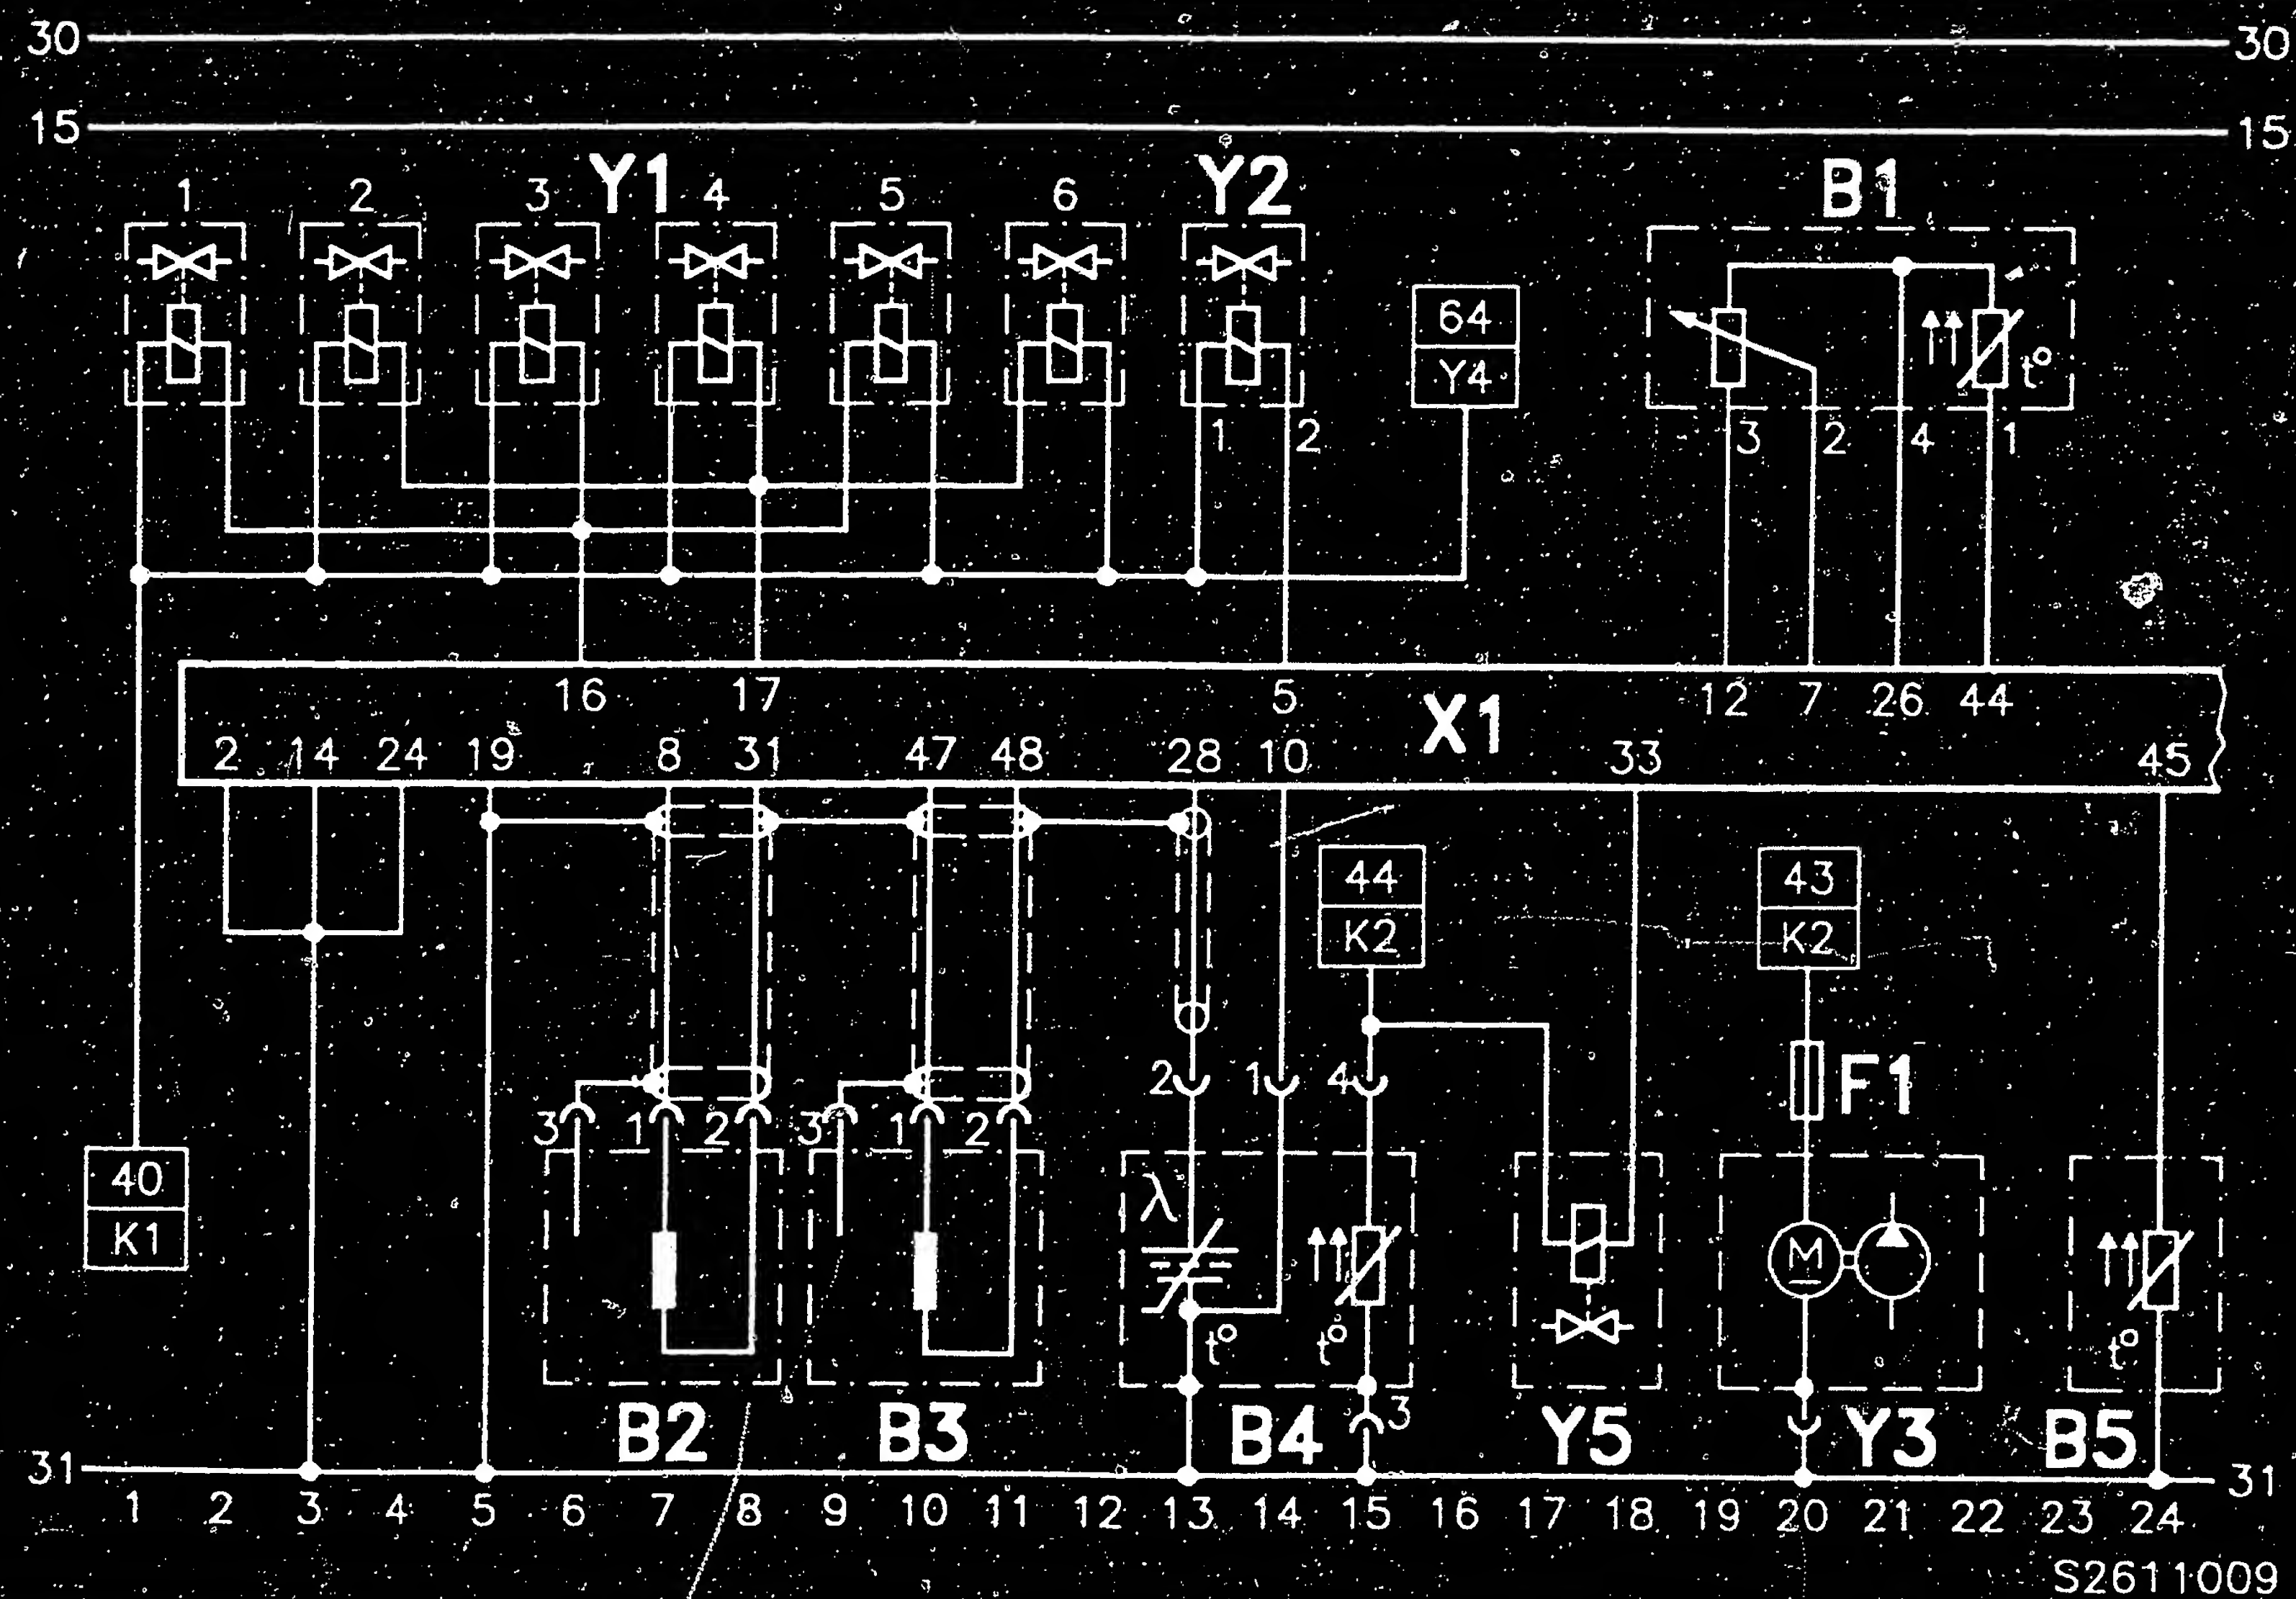 30 30
15 15
1 2 3 Y1 4 5 6 Y2 B1
64
Y4
t°
1 2 3 2 4 1
16 17 5 X1 12 7 26 44
2 14 24 19 8 31 47 48 28 10 33 45
44 43
K2 K2
2 1 4 F1
3 1 2 3 1 2
40
K1
λ M
t° t° t°
B2 B3 B4 3 Y5 Y3 B5
31 31
1 2 3 4 5 6 7 8 9 10 11 12 13 14 15 16 17 18 19 20 21 22 23 24
S2611009